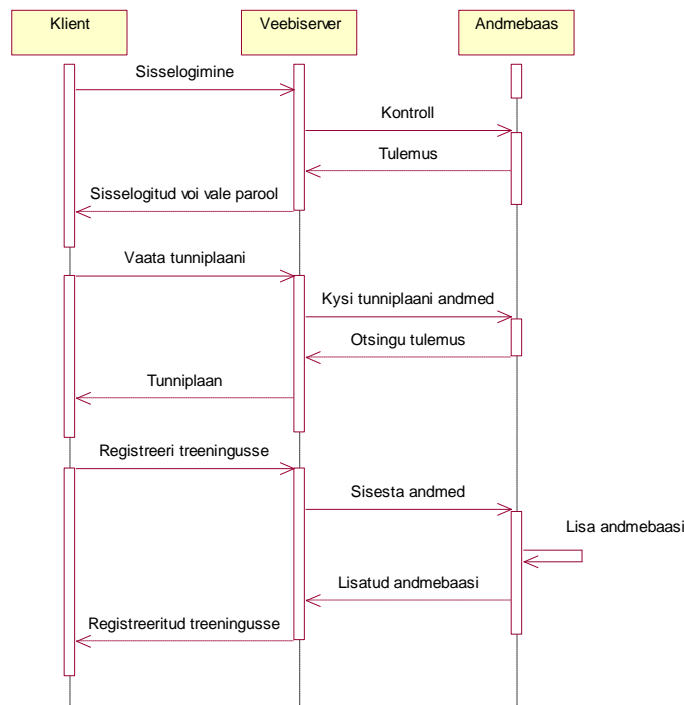 Klient
Veebiserver
Andmebaas
Sisselogimine
Kontroll
Tulemus
Sisselogitud voi vale parool
Vaata tunniplaani
Kysi tunniplaani andmed
Otsingu tulemus
Tunniplaan
Registreeri treeningusse
Sisesta andmed
Lisa andmebaasi
Lisatud andmebaasi
Registreeritud treeningusse